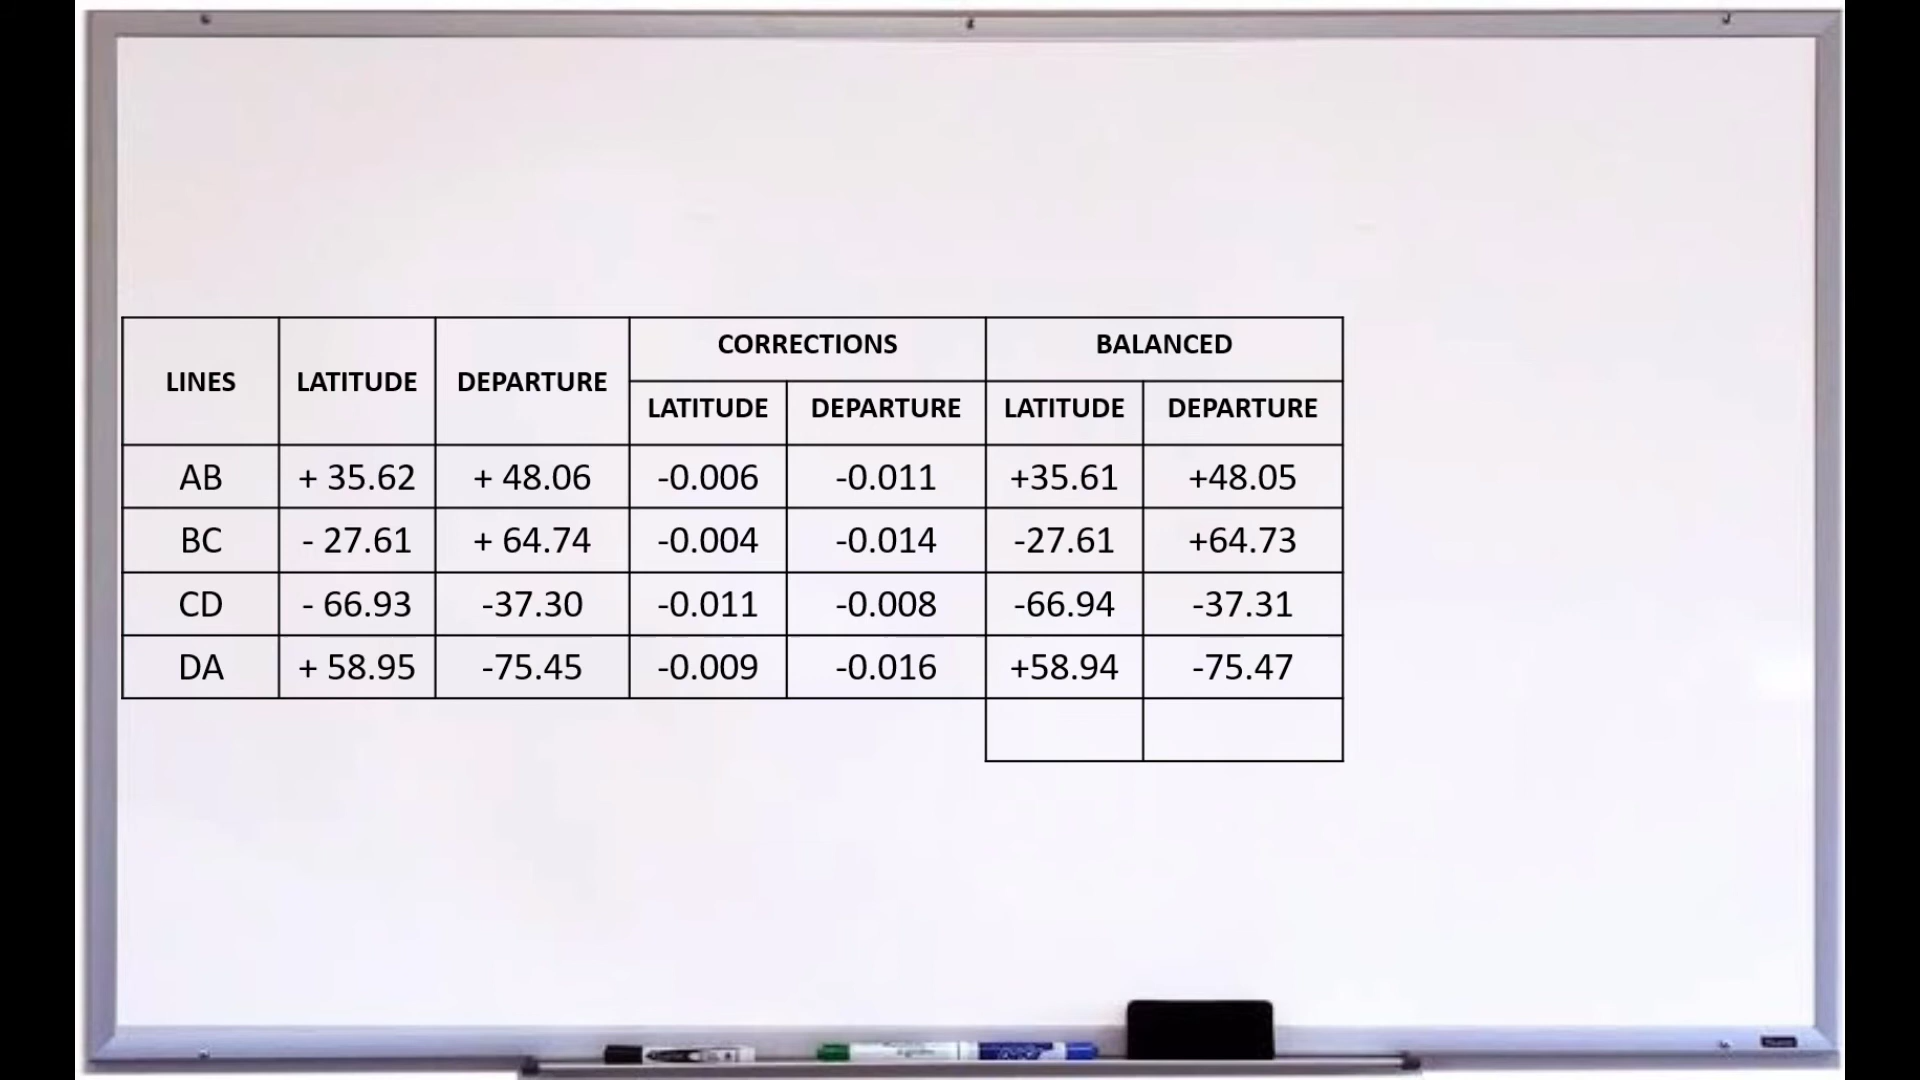 LINES LATITUDE DEPARTURE CORRECTIONS BALANCED
LATITUDE DEPARTURE LATITUDE DEPARTURE
AB + 35.62 + 48.06 -0.006 -0.011 +35.61 +48.05
BC - 27.61 + 64.74 -0.004 -0.014 -27.61 +64.73
CD - 66.93 -37.30 -0.011 -0.008 -66.94 -37.31
DA + 58.95 -75.45 -0.009 -0.016 +58.94 -75.47